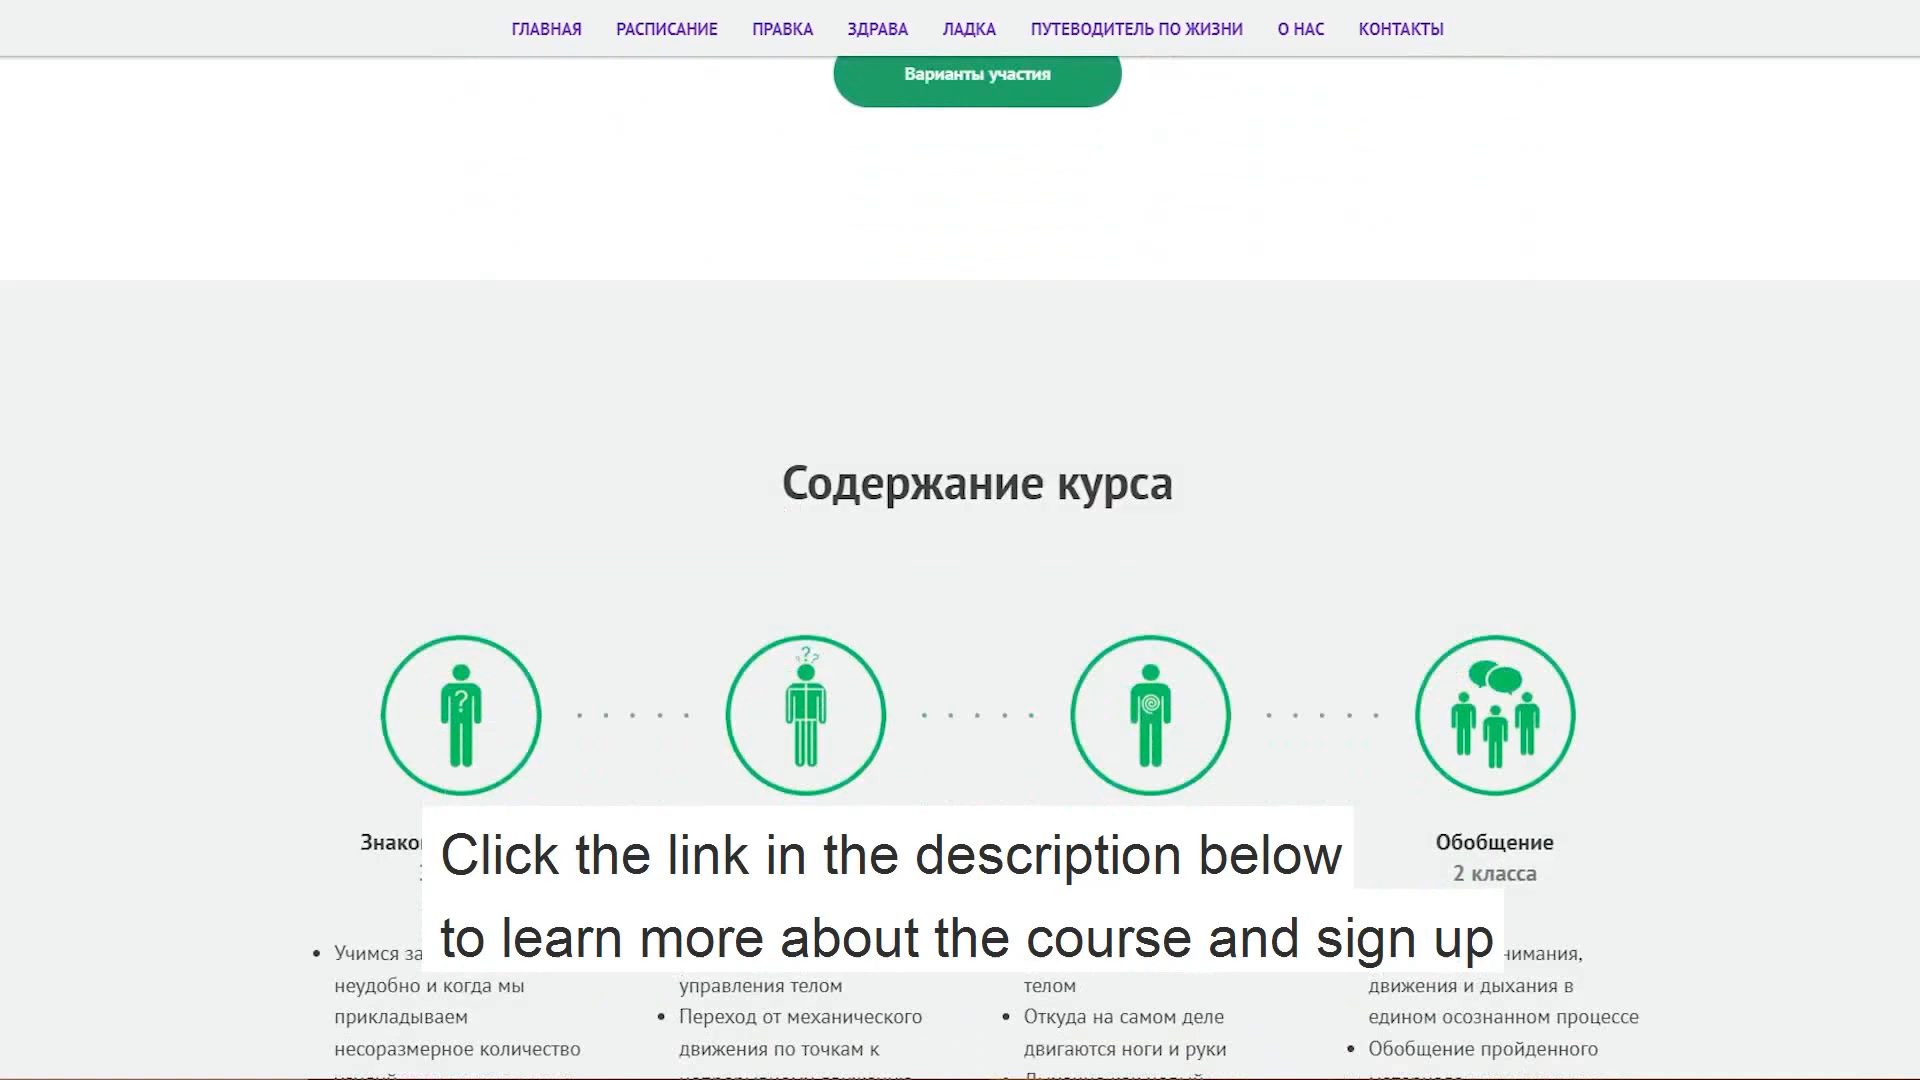 ГЛАВНАЯ РАСПИСАНИЕ ПРАВКА ЗДРАВА ЛАДКА ПУТЕВОДИТЕЛЬ ПО ЖИЗНИ О НАС КОНТАКТЫ
Варианты участия
Содержание курса
?
? ?
?
Обобщение
2 класса
Click the link in the description below
to learn more about the course and sign up
Учимся
неудобно и когда мы
прикладываем
несоразмерное количество
управления телом
Переход от механического
движения по точкам к
телом
Откуда на самом деле
двигаются ноги и руки
движения и дыхания в
едином осознанном процессе
Обобщение пройденного